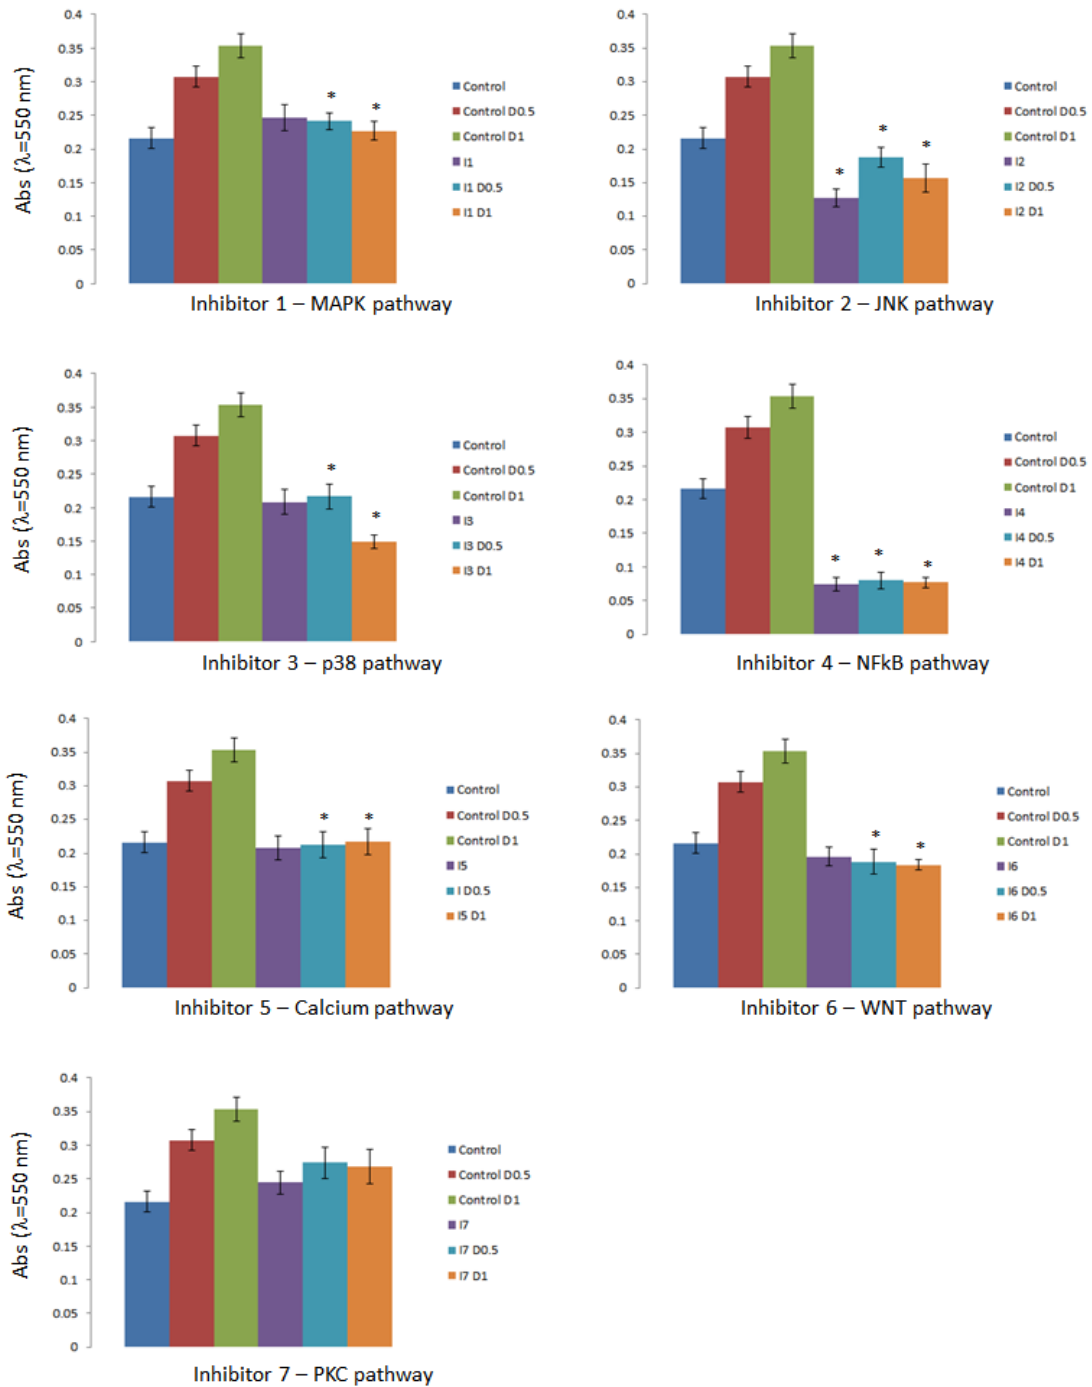 Abs (λ=550 nm)
0.4
0.35
0.3
0.25
0.2
0.15
0.1
0.05
0
*
*
Control
Control D0.5
Control D1
I1
I1 D0.5
I1 D1
Inhibitor 1 – MAPK pathway
0.4
0.35
0.3
0.25
0.2
0.15
0.1
0.05
0
*
*
*
Control
Control D0.5
Control D1
I2
I2 D0.5
I2 D1
Inhibitor 2 – JNK pathway
Abs (λ=550 nm)
0.4
0.35
0.3
0.25
0.2
0.15
0.1
0.05
0
*
*
Control
Control D0.5
Control D1
I3
I3 D0.5
I3 D1
Inhibitor 3 – p38 pathway
0.4
0.35
0.3
0.25
0.2
0.15
0.1
0.05
0
*
*
*
Control
Control D0.5
Control D1
I4
I4 D0.5
I4 D1
Inhibitor 4 – NFkB pathway
Abs (λ=550 nm)
0.4
0.35
0.3
0.25
0.2
0.15
0.1
0.05
0
*
*
Control
Control D0.5
Control D1
I5
I D0.5
I5 D1
Inhibitor 5 – Calcium pathway
0.4
0.35
0.3
0.25
0.2
0.15
0.1
0.05
0
*
*
Control
Control D0.5
Control D1
I6
I6 D0.5
I6 D1
Inhibitor 6 – WNT pathway
Abs (λ=550 nm)
0.4
0.35
0.3
0.25
0.2
0.15
0.1
0.05
0
Control
Control D0.5
Control D1
I7
I7 D0.5
I7 D1
Inhibitor 7 – PKC pathway